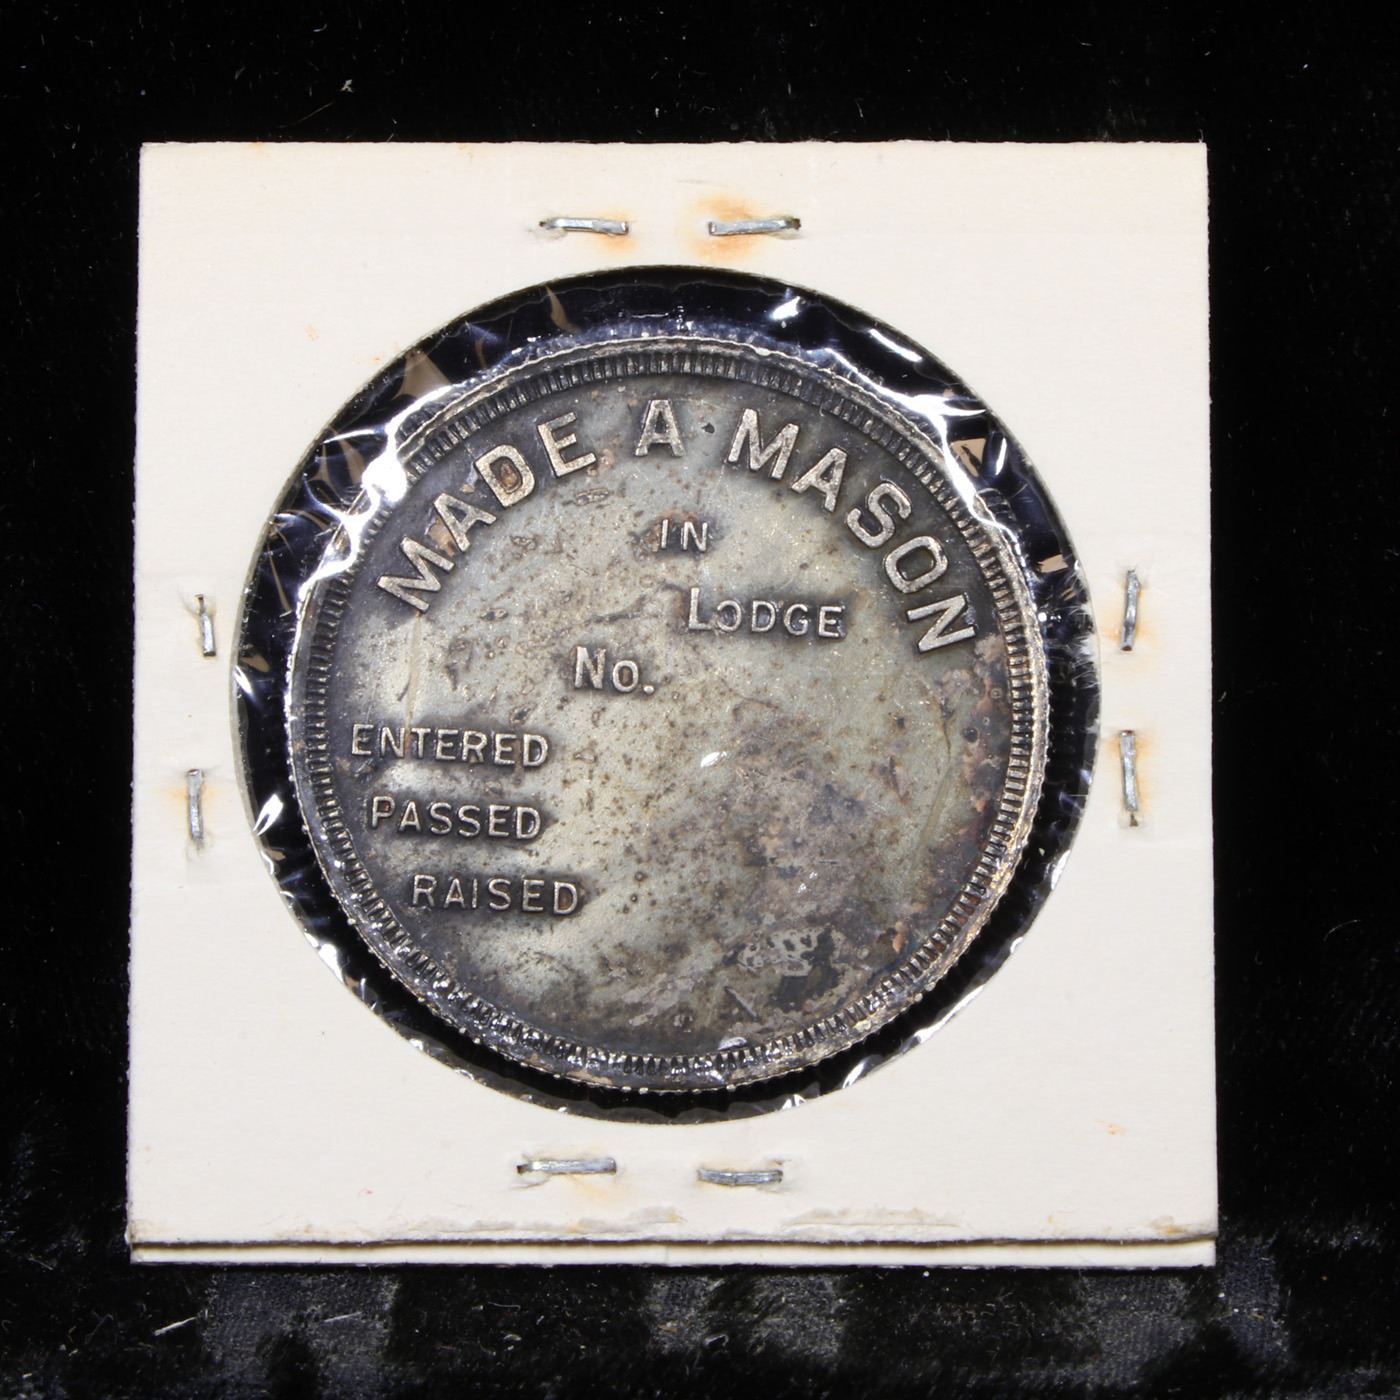 MADE A MASON
IN
LODGE
No.
ENTERED
PASSED
RAISED